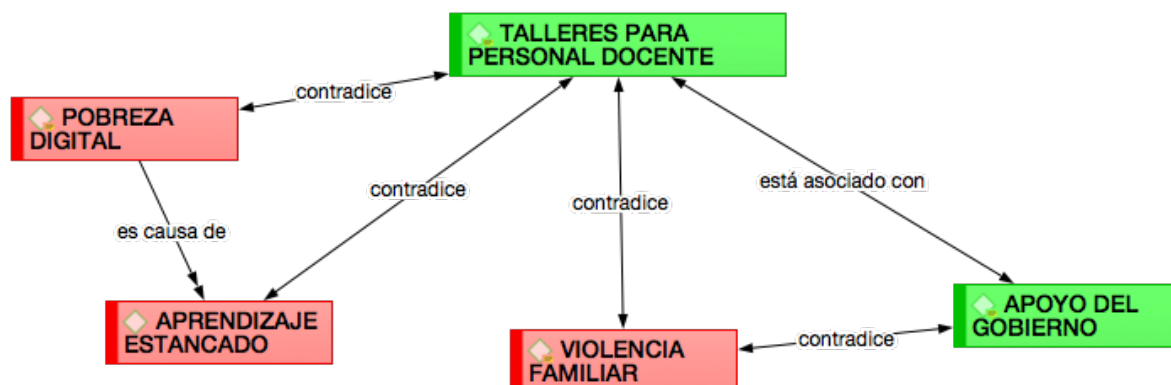 TALLERES PARA
PERSONAL DOCENTE
contradice
POBREZA
DIGITAL
contradice
está asociado con
contradice
es causa de
APRENDIZAJE
ESTANCADO
APOYO DEL
GOBIERNO
contradice
VIOLENCIA
FAMILIAR